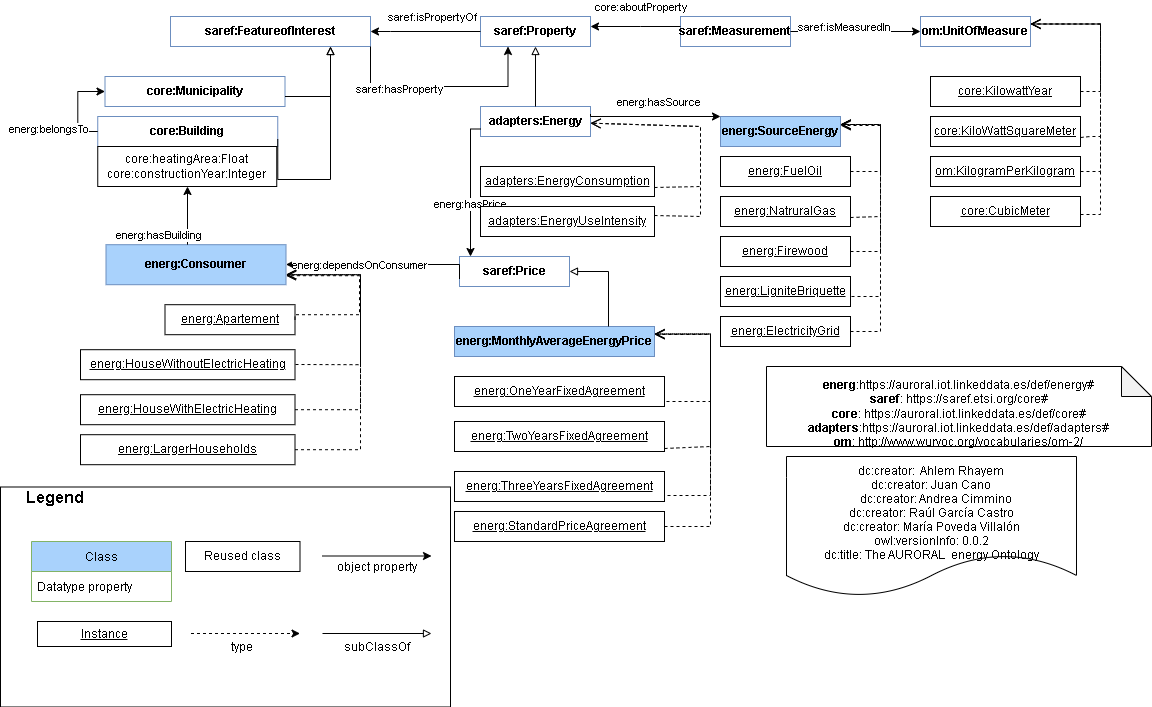 core:aboutProperty
saref:isPropertyOf
saref:FeatureofInterest
saref:Property
saref:Measurement
saref:isMeasuredIn
om:UnitOfMeasure
saref:hasProperty
core:Municipality
core:KilowattYear
energ:hasSource
energ:belongsTo
core:Building
adapters:Energy
energ:SourceEnergy
core:KiloWattSquareMeter
core:heatingArea:Float
core:constructionYear:Integer
adapters:EnergyConsumption
energ:FuelOil
om:KilogramPerKilogram
energ:hasPrice
adapters:EnergyUseIntensity
energ:NatruralGas
core:CubicMeter
energ:hasBuilding
energ:Firewood
energ:Consoumer
energ:dependsOnConsumer
saref:Price
energ:LigniteBriquette
energ:Apartement
energ:ElectricityGrid
energ:MonthlyAverageEnergyPrice
energ:HouseWithoutElectricHeating
energ:OneYearFixedAgreement
energ:HouseWithElectricHeating
energ:TwoYearsFixedAgreement
energ:LargerHouseholds
energ:ThreeYearsFixedAgreement
energ:StandardPriceAgreement
energ:https://auroral.iot.linkeddata.es/def/energy#
saref: https://saref.etsi.org/core#
core: https://auroral.iot.linkeddata.es/def/core#
adapters:https://auroral.iot.linkeddata.es/def/adapters#
om: http://www.wurvoc.org/vocabularies/om-2/
dc:creator: Ahlem Rhayem
dc:creator: Juan Cano
dc:creator: Andrea Cimmino
dc:creator: Raúl García Castro
dc:creator: María Poveda Villalón
owl:versionInfo: 0.0.2
dc:title: The AURORAL energy Ontology
Legend
Class
Reused class
object property
Datatype property
Instance
type
subClassOf